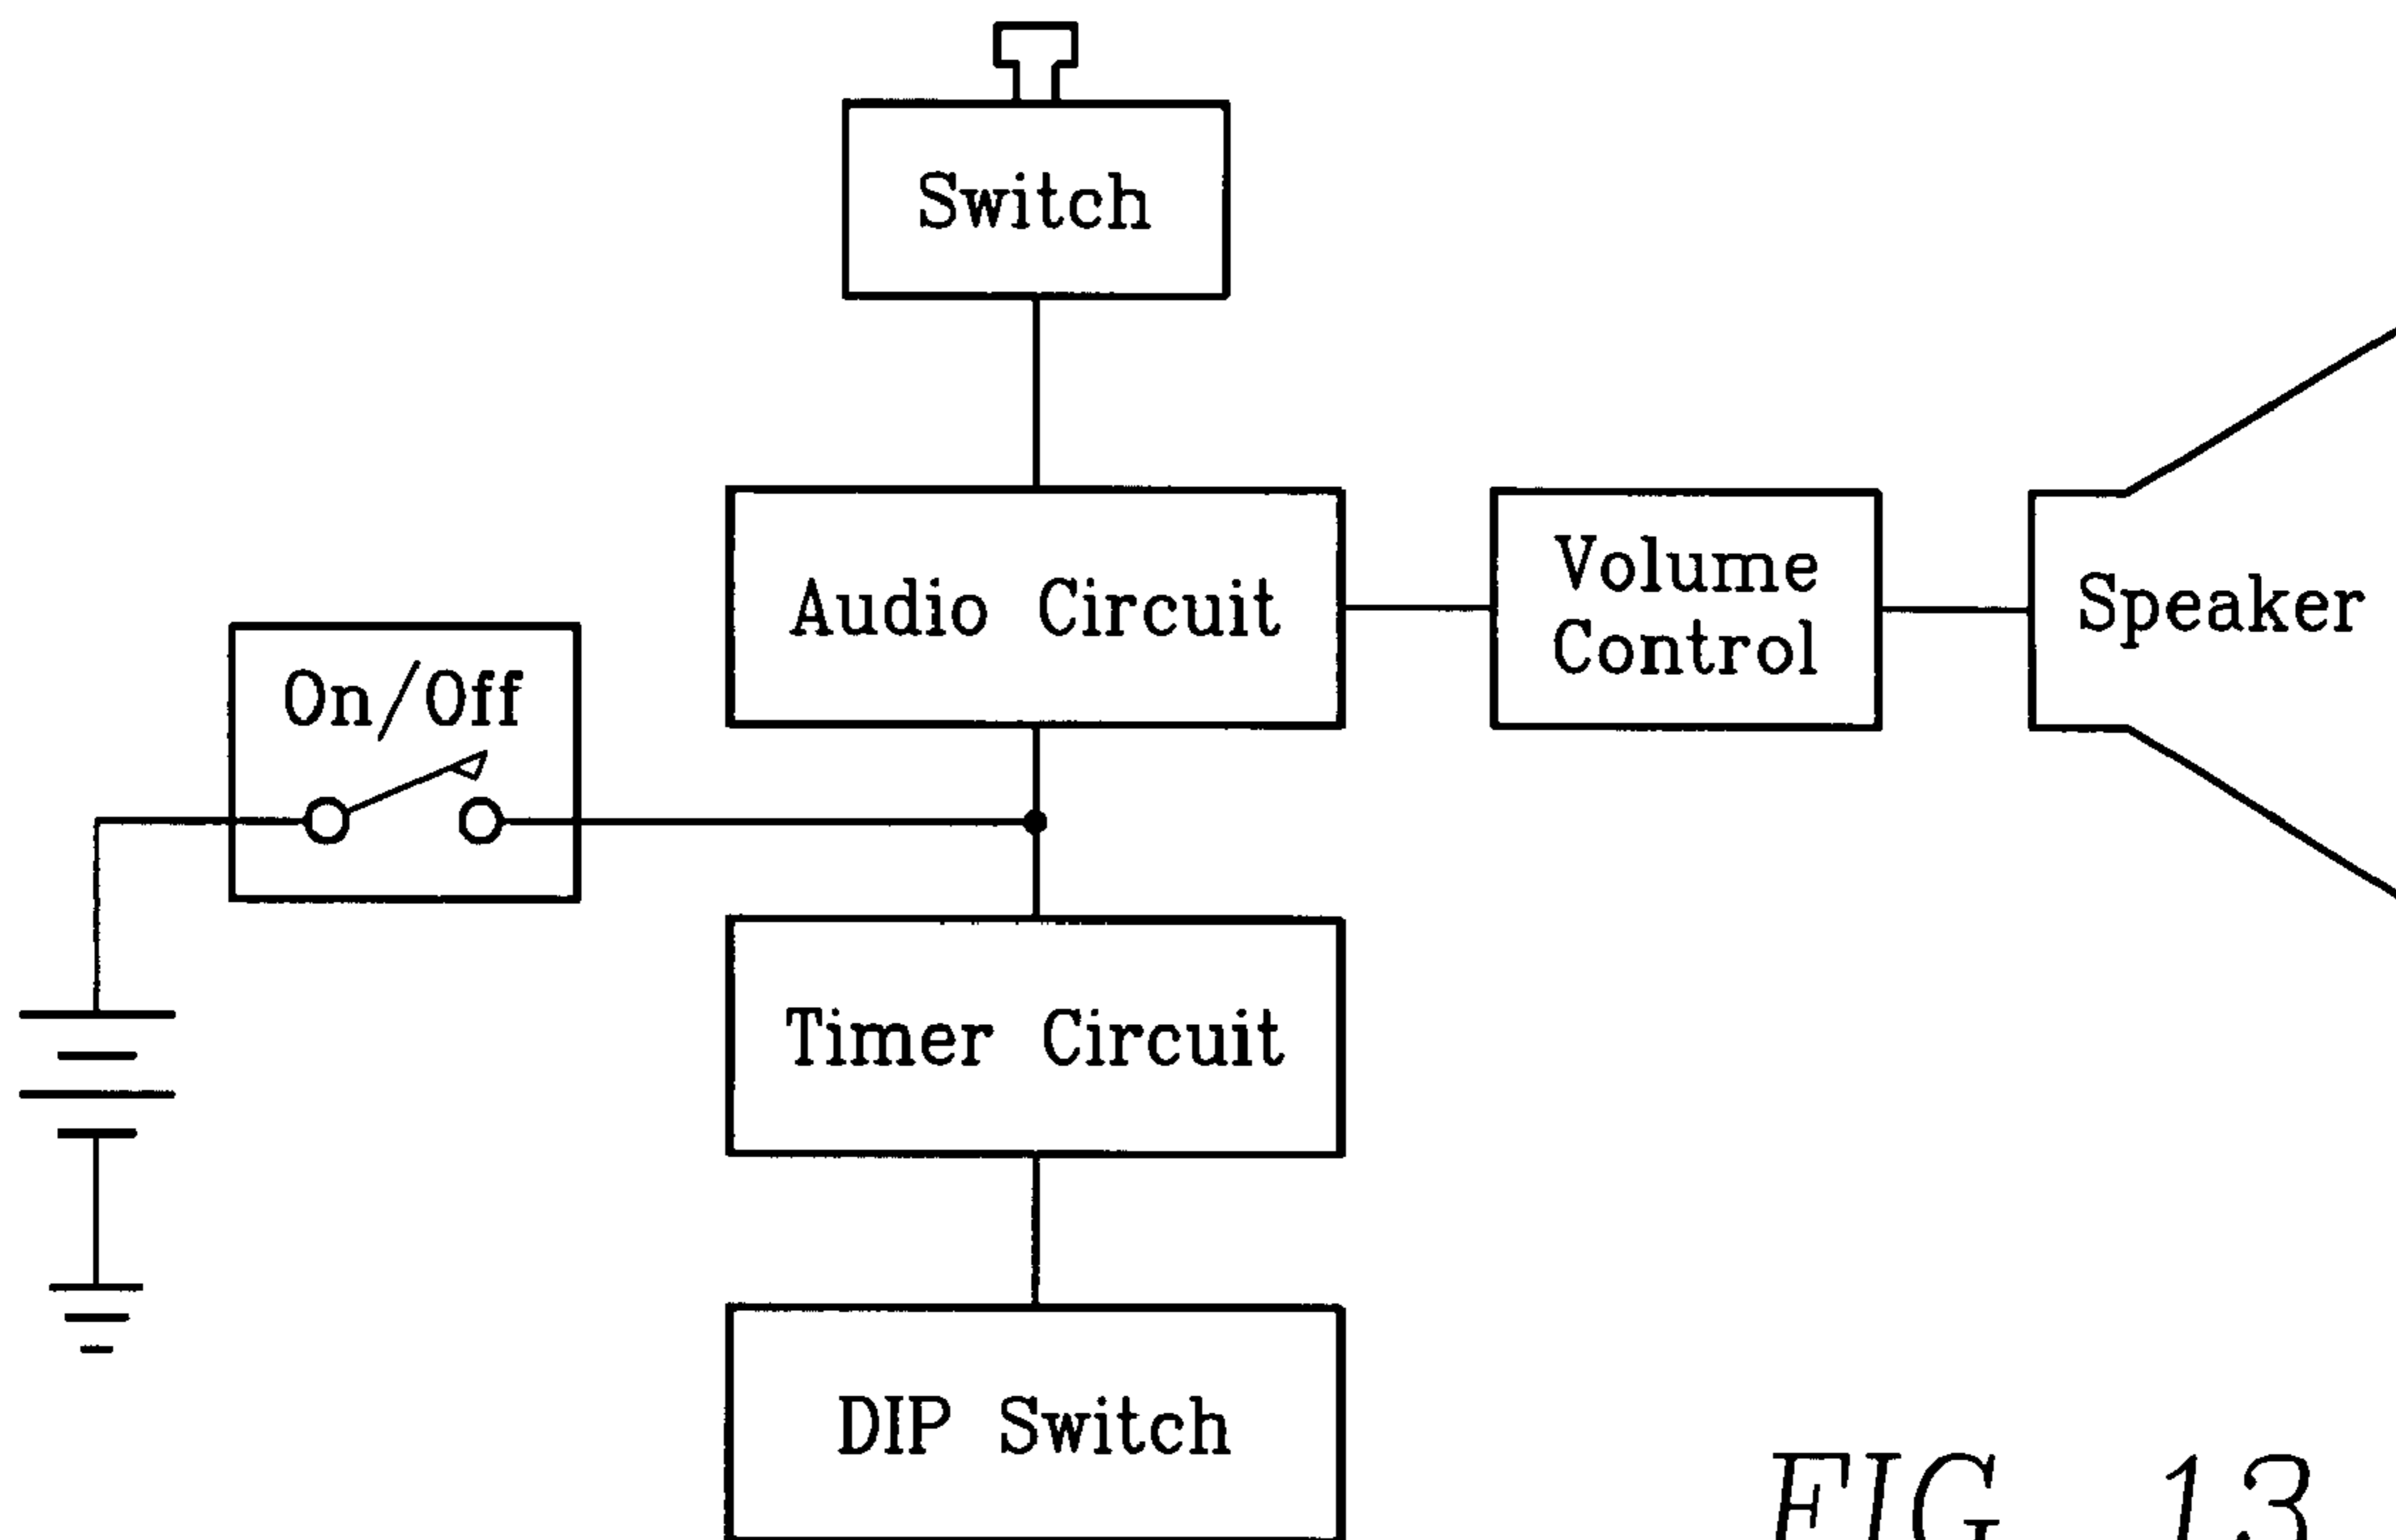 Switch
Audio Circuit
Volume
Control
Speaker
On/Off
Timer Circuit
DIP Switch
FIG 13